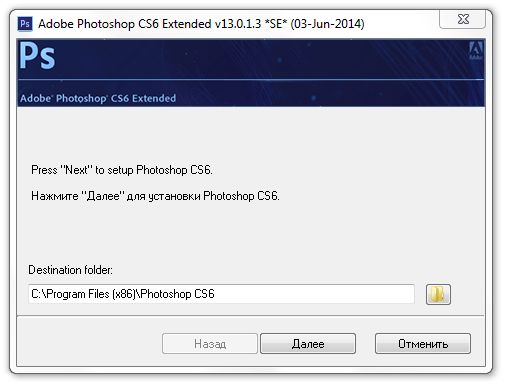 Ps Adobe Photoshop CS6 Extended v13.0.1.3 *SE* (03-Jun-2014)
Ps
Adobe
Adobe® Photoshop® CS6 Extended
Press "Next" to setup Photoshop CS6.
Нажмите "Далее" для установки Photoshop CS6.
Destination folder:
C:\Program Files (x86)\Photoshop CS6
Назад Далее Отменить